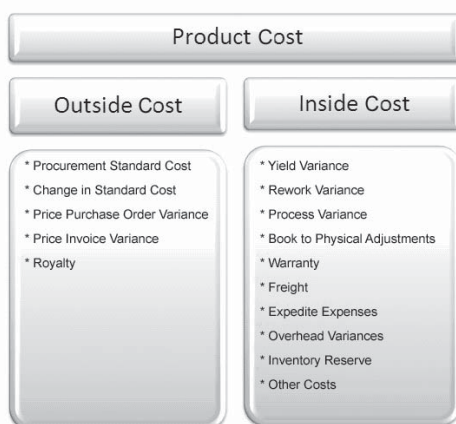 Product Cost
Outside Cost
* Procurement Standard Cost
* Change in Standard Cost
* Price Purchase Order Variance
* Price Invoice Variance
* Royalty
Inside Cost
* Yield Variance
* Rework Variance
* Process Variance
* Book to Physical Adjustments
* Warranty
* Freight
* Expedite Expenses
* Overhead Variances
* Inventory Reserve
* Other Costs